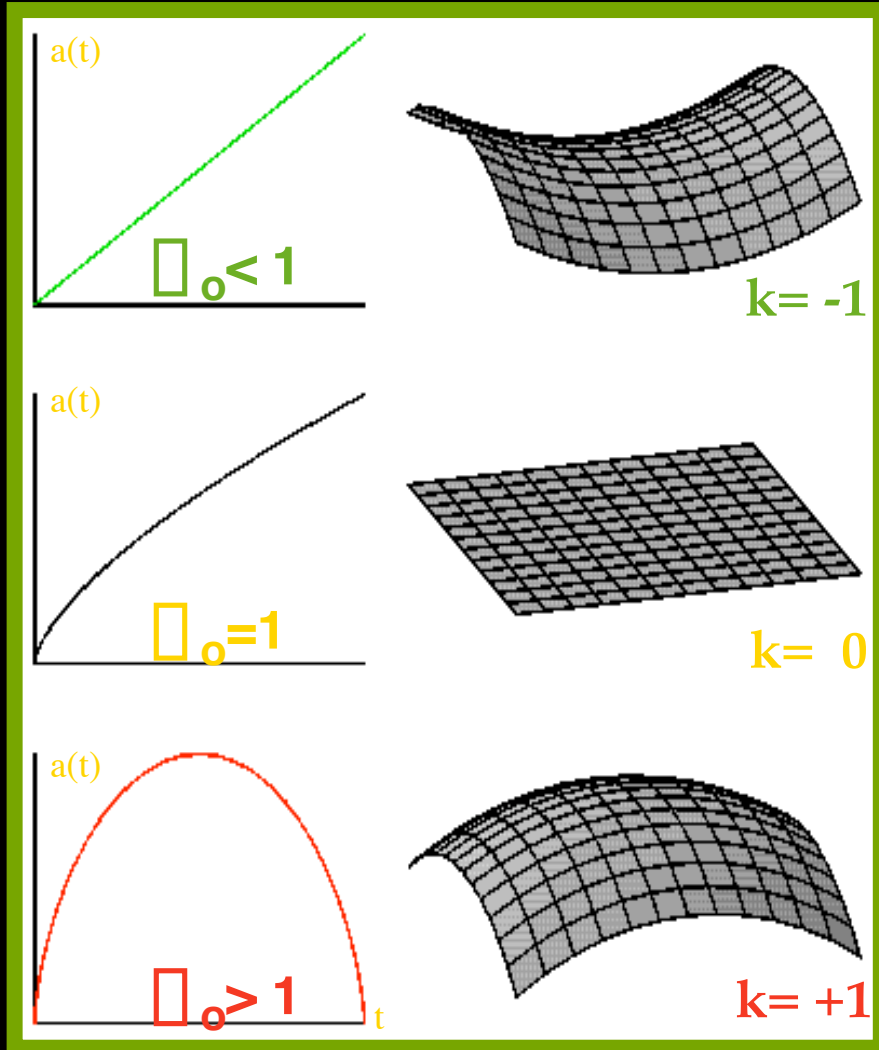 a(t)
▯o< 1
k= -1
a(t)
▯o=1
k= 0
a(t)
▯o> 1
t
k= +1